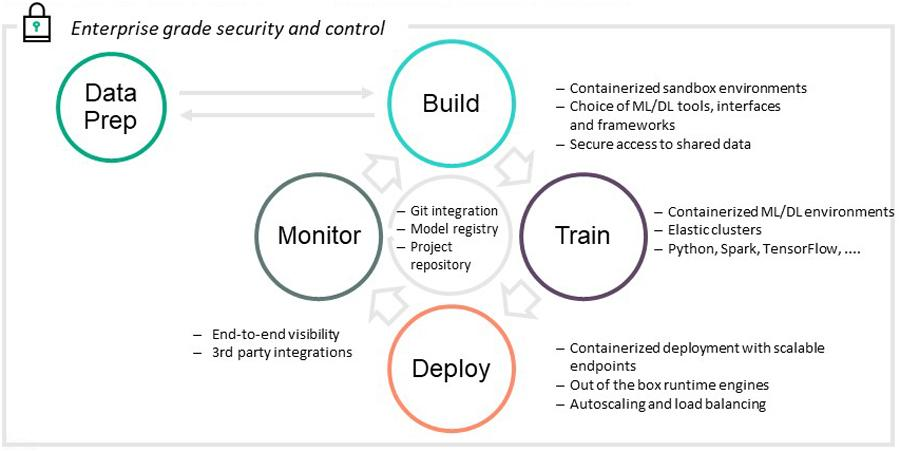 Enterprise grade security and control
Data
Prep
Build
– Containerized sandbox environments
– Choice of ML/DL tools, interfaces
and frameworks
– Secure access to shared data
Monitor
– Git integration
– Model registry
– Project
repository
Train
– Containerized ML/DL environments
– Elastic clusters
– Python, Spark, TensorFlow, ....
– End-to-end visibility
– 3rd party integrations
Deploy
– Containerized deployment with scalable
endpoints
– Out of the box runtime engines
– Autoscaling and load balancing